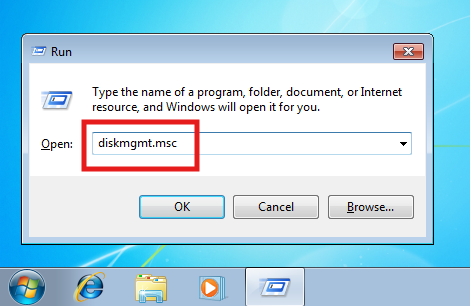 Run
Type the name of a program, folder, document, or Internet
resource, and Windows will open it for you.
Open:
diskmgmt.msc
OK
Cancel
Browse...